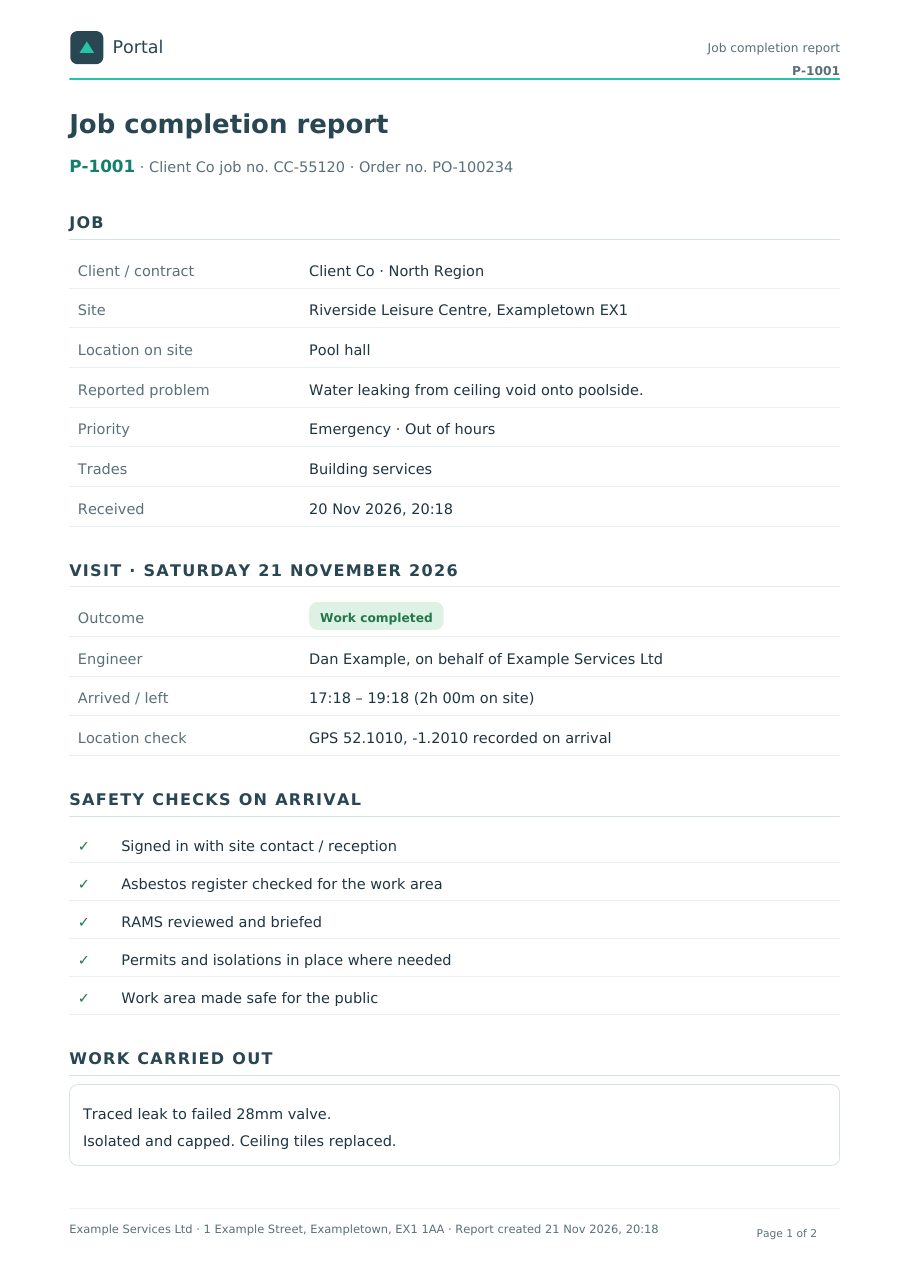 Portal
Job completion report
P-1001
Job completion report
P-1001 · Client Co job no. CC-55120 · Order no. PO-100234
JOB
Client / contract Client Co · North Region
Site Riverside Leisure Centre, Exampletown EX1
Location on site Pool hall
Reported problem Water leaking from ceiling void onto poolside.
Priority Emergency · Out of hours
Trades Building services
Received 20 Nov 2026, 20:18
VISIT · SATURDAY 21 NOVEMBER 2026
Outcome Work completed
Engineer Dan Example, on behalf of Example Services Ltd
Arrived / left 17:18 – 19:18 (2h 00m on site)
Location check GPS 52.1010, -1.2010 recorded on arrival
SAFETY CHECKS ON ARRIVAL
✓ Signed in with site contact / reception
✓ Asbestos register checked for the work area
✓ RAMS reviewed and briefed
✓ Permits and isolations in place where needed
✓ Work area made safe for the public
WORK CARRIED OUT
Traced leak to failed 28mm valve.
Isolated and capped. Ceiling tiles replaced.
Example Services Ltd · 1 Example Street, Exampletown, EX1 1AA · Report created 21 Nov 2026, 20:18
Page 1 of 2